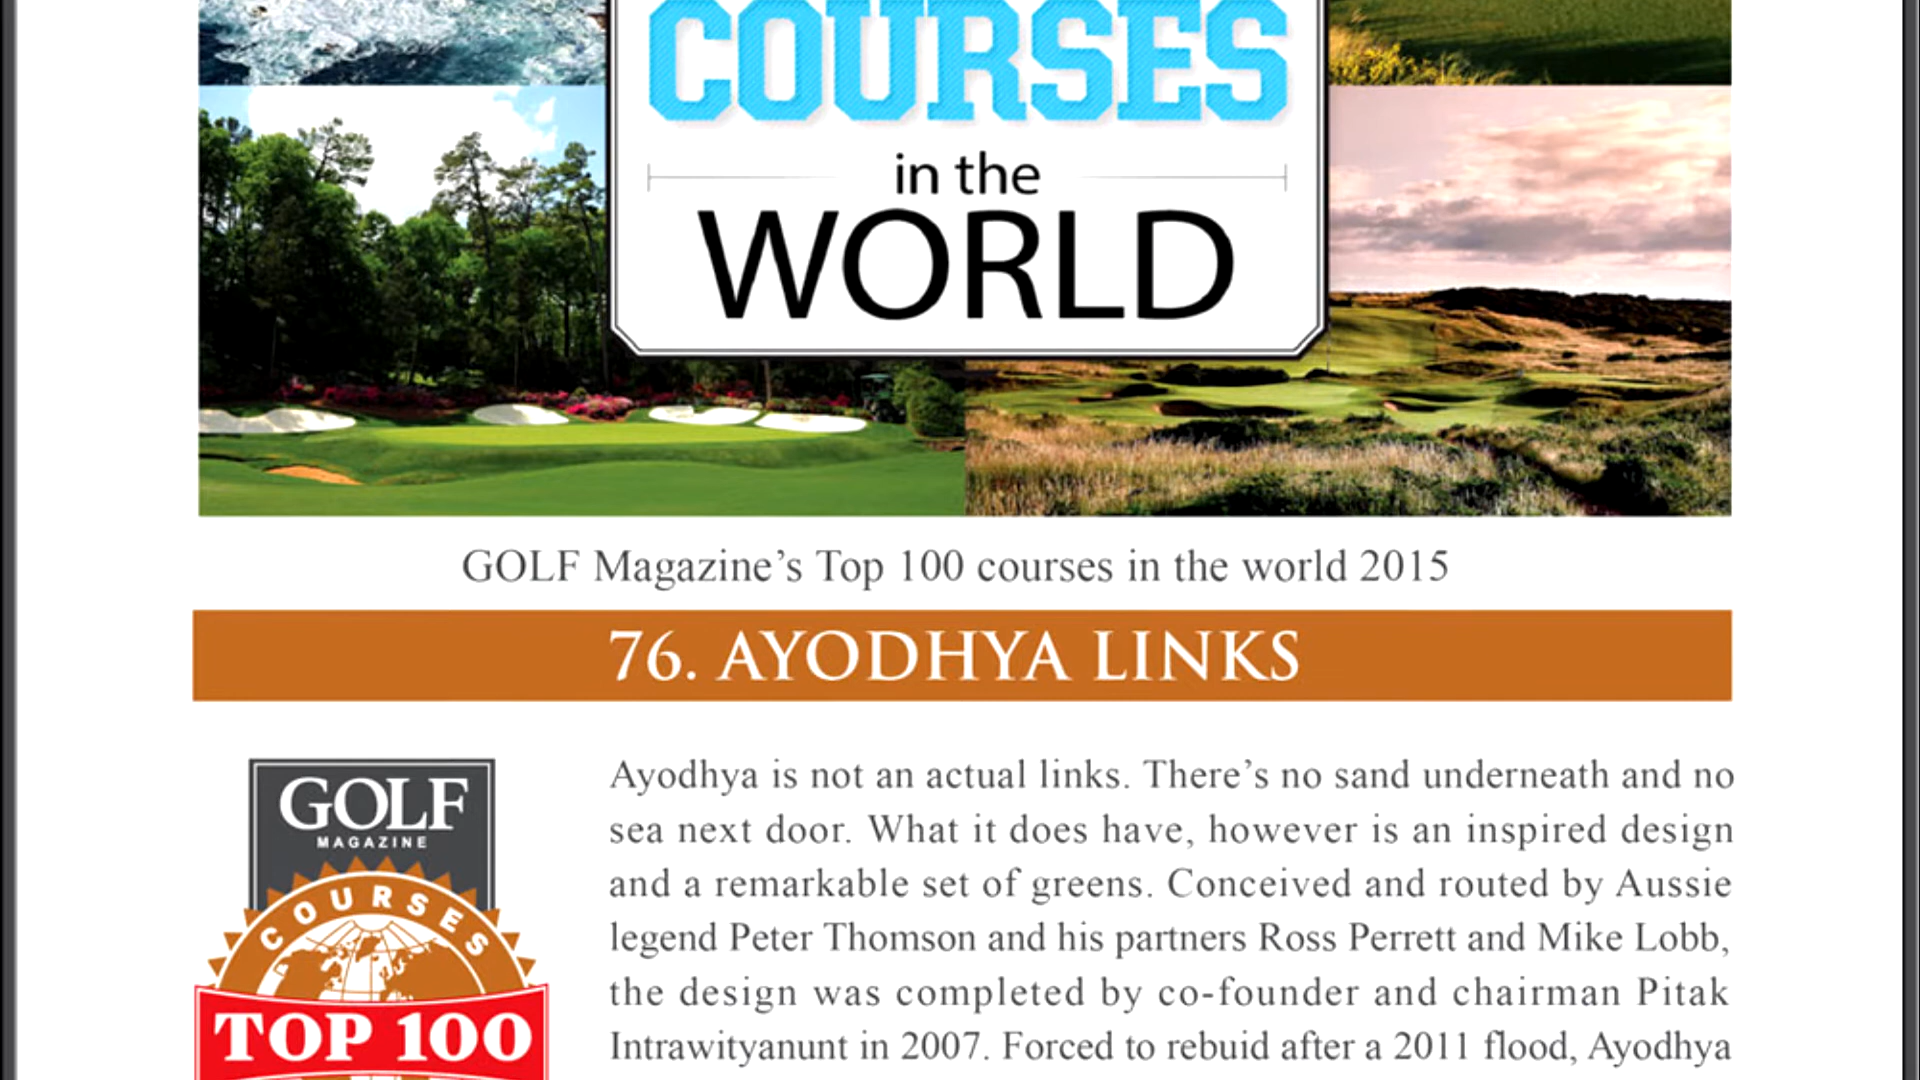 COURSES
in the
WORLD
GOLF Magazine’s Top 100 courses in the world 2015
76. AYODHYA LINKS
GOLF
MAGAZINE
COURSES
TOP 100
Ayodhya is not an actual links. There’s no sand underneath and no
sea next door. What it does have, however is an inspired design
and a remarkable set of greens. Conceived and routed by Aussie
legend Peter Thomson and his partners Ross Perrett and Mike Lobb,
the design was completed by co-founder and chairman Pitak
Intrawityanunt in 2007. Forced to rebuid after a 2011 flood, Ayodhya